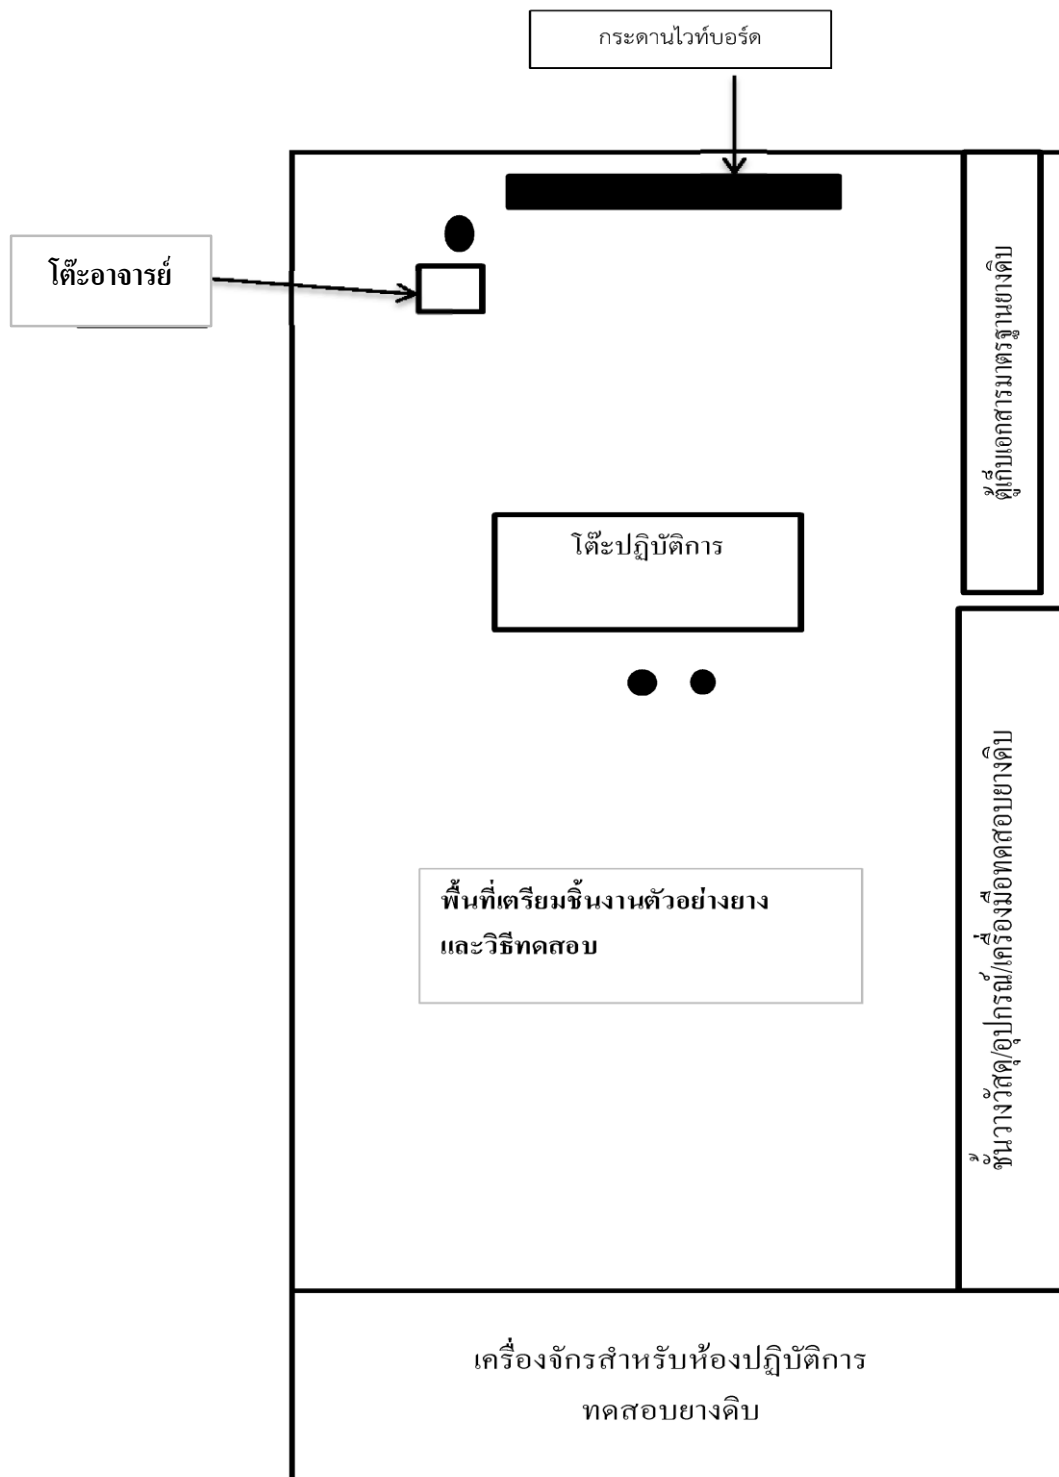 กระดานไวท์บอร์ด
โต๊ะอาจารย์
ตู้เก็บเอกสารมาตรฐานยางดิบ
โต๊ะปฏิบัติการ
ชั้นวางวัสดุ/อุปกรณ์/เครื่องมือทดสอบยางดิบ
พื้นที่เตรียมชิ้นงานตัวอย่างยาง
และวิธีทดสอบ
เครื่องจักรสำหรับห้องปฏิบัติการ
ทดสอบยางดิบ